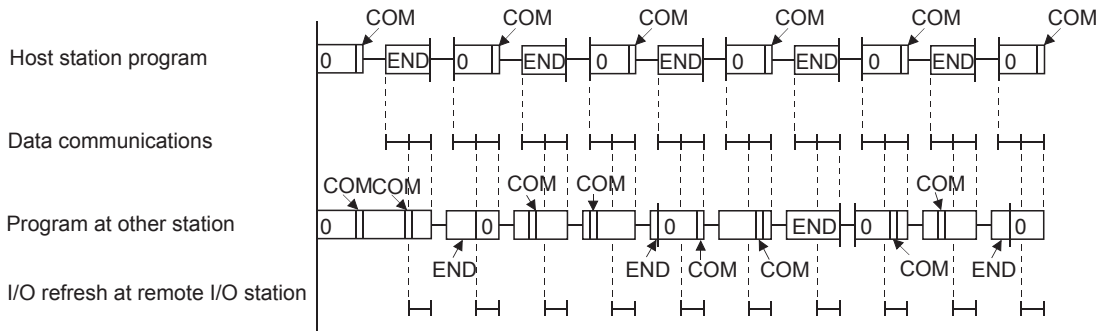 COM COM COM COM COM COM
Host station program 0 END 0 END 0 END 0 END 0 END 0
Data communications
COM COM COM COM COM
Program at other station 0 0 0 END 0 0
END END COM COM COM END
I/O refresh at remote I/O station